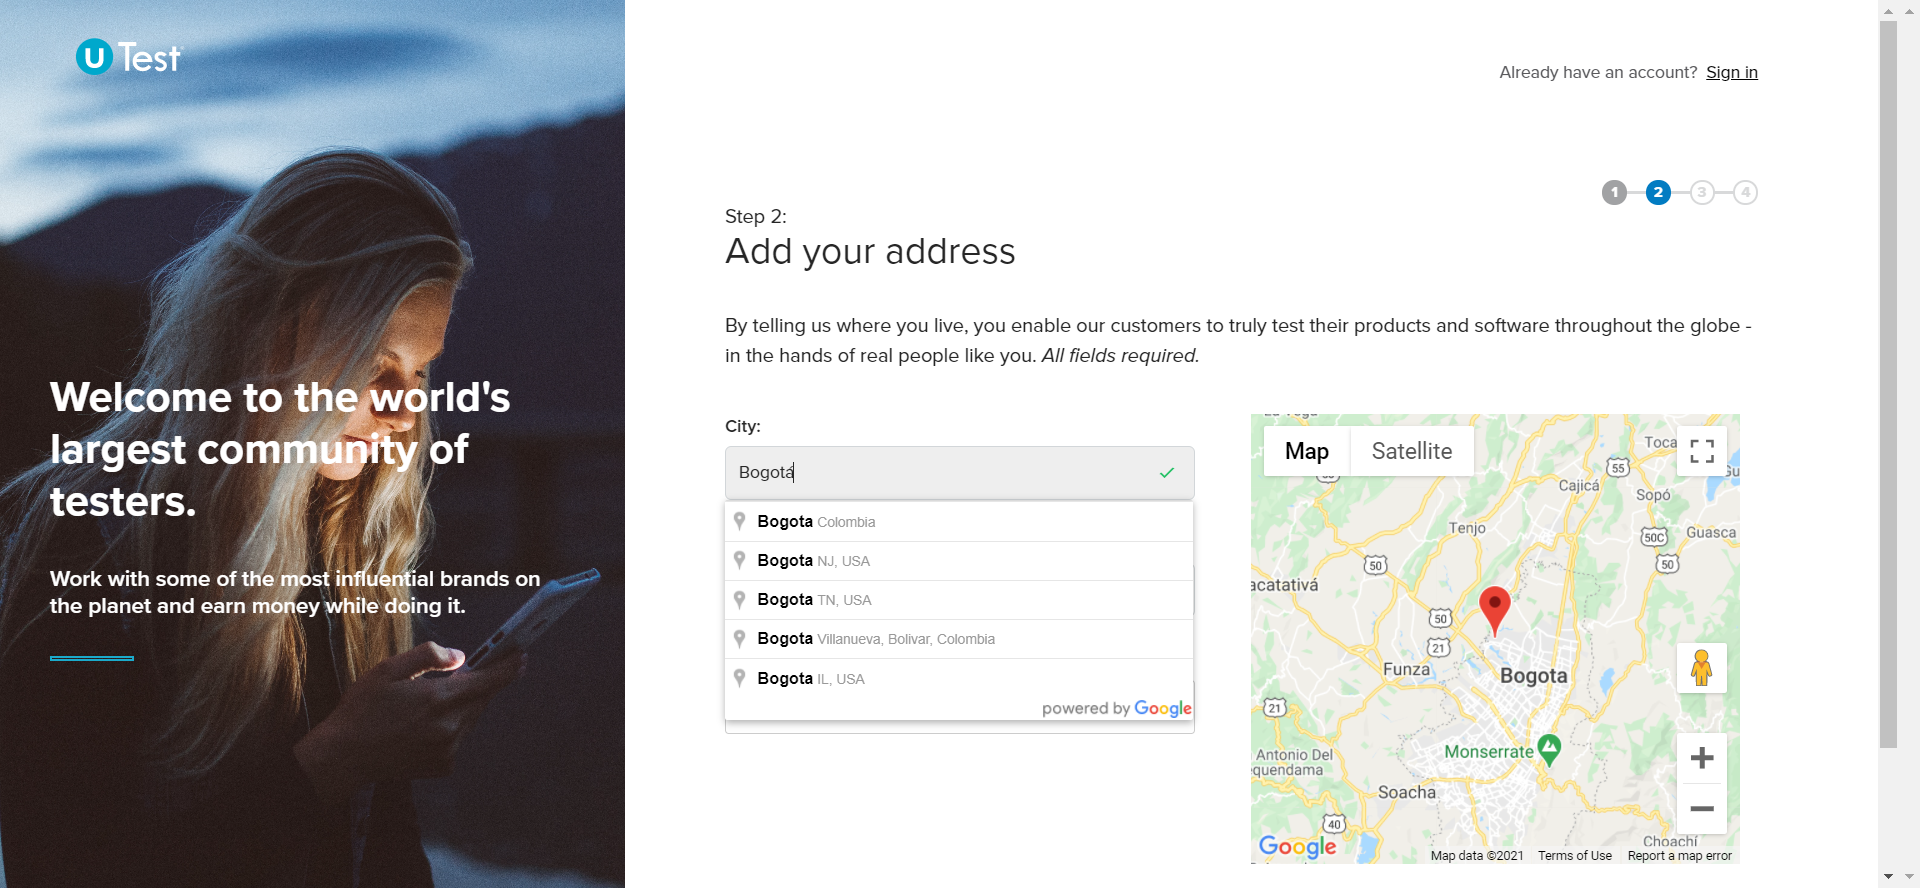 U Test
Welcome to the world's
largest community of
testers.
Work with some of the most influential brands on
the planet and earn money while doing it.
Already have an account? Sign in
1 2 3 4
Step 2:
Add your address
By telling us where you live, you enable our customers to truly test their products and software throughout the globe -
in the hands of real people like you. All fields required.
City:
Bogotá
Bogota Colombia
Bogota NJ, USA
Bogota TN, USA
Bogota Villanueva, Bolivar, Colombia
Bogota IL, USA
powered by Google
Map Satellite
Toca
55
Cajicá
Sopó
Tenjo
50C
Guasca
50
50
acatativá
50
21
Funza
Bogota
21
Monserrate
Antonio Del
equendama
Soacha
40
Choachí
Google
Map data ©2021 Terms of Use Report a map error